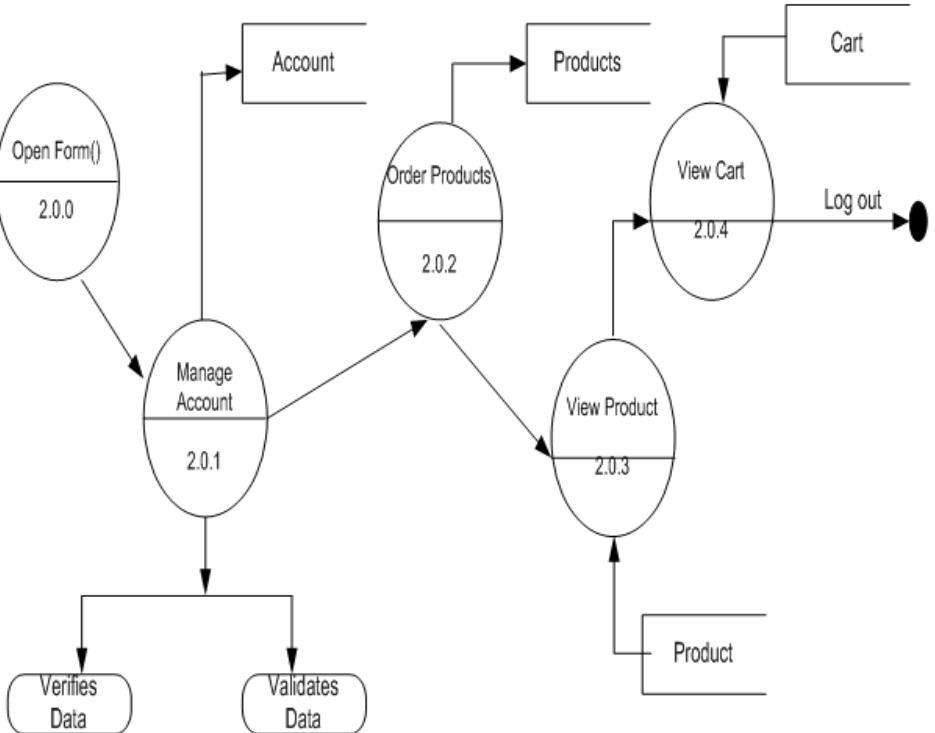 Account
Products
Cart
Open Form()
2.0.0
Order Products
2.0.2
View Cart
2.0.4
Log out
Manage
Account
2.0.1
View Product
2.0.3
Verifies
Data
Validates
Data
Product